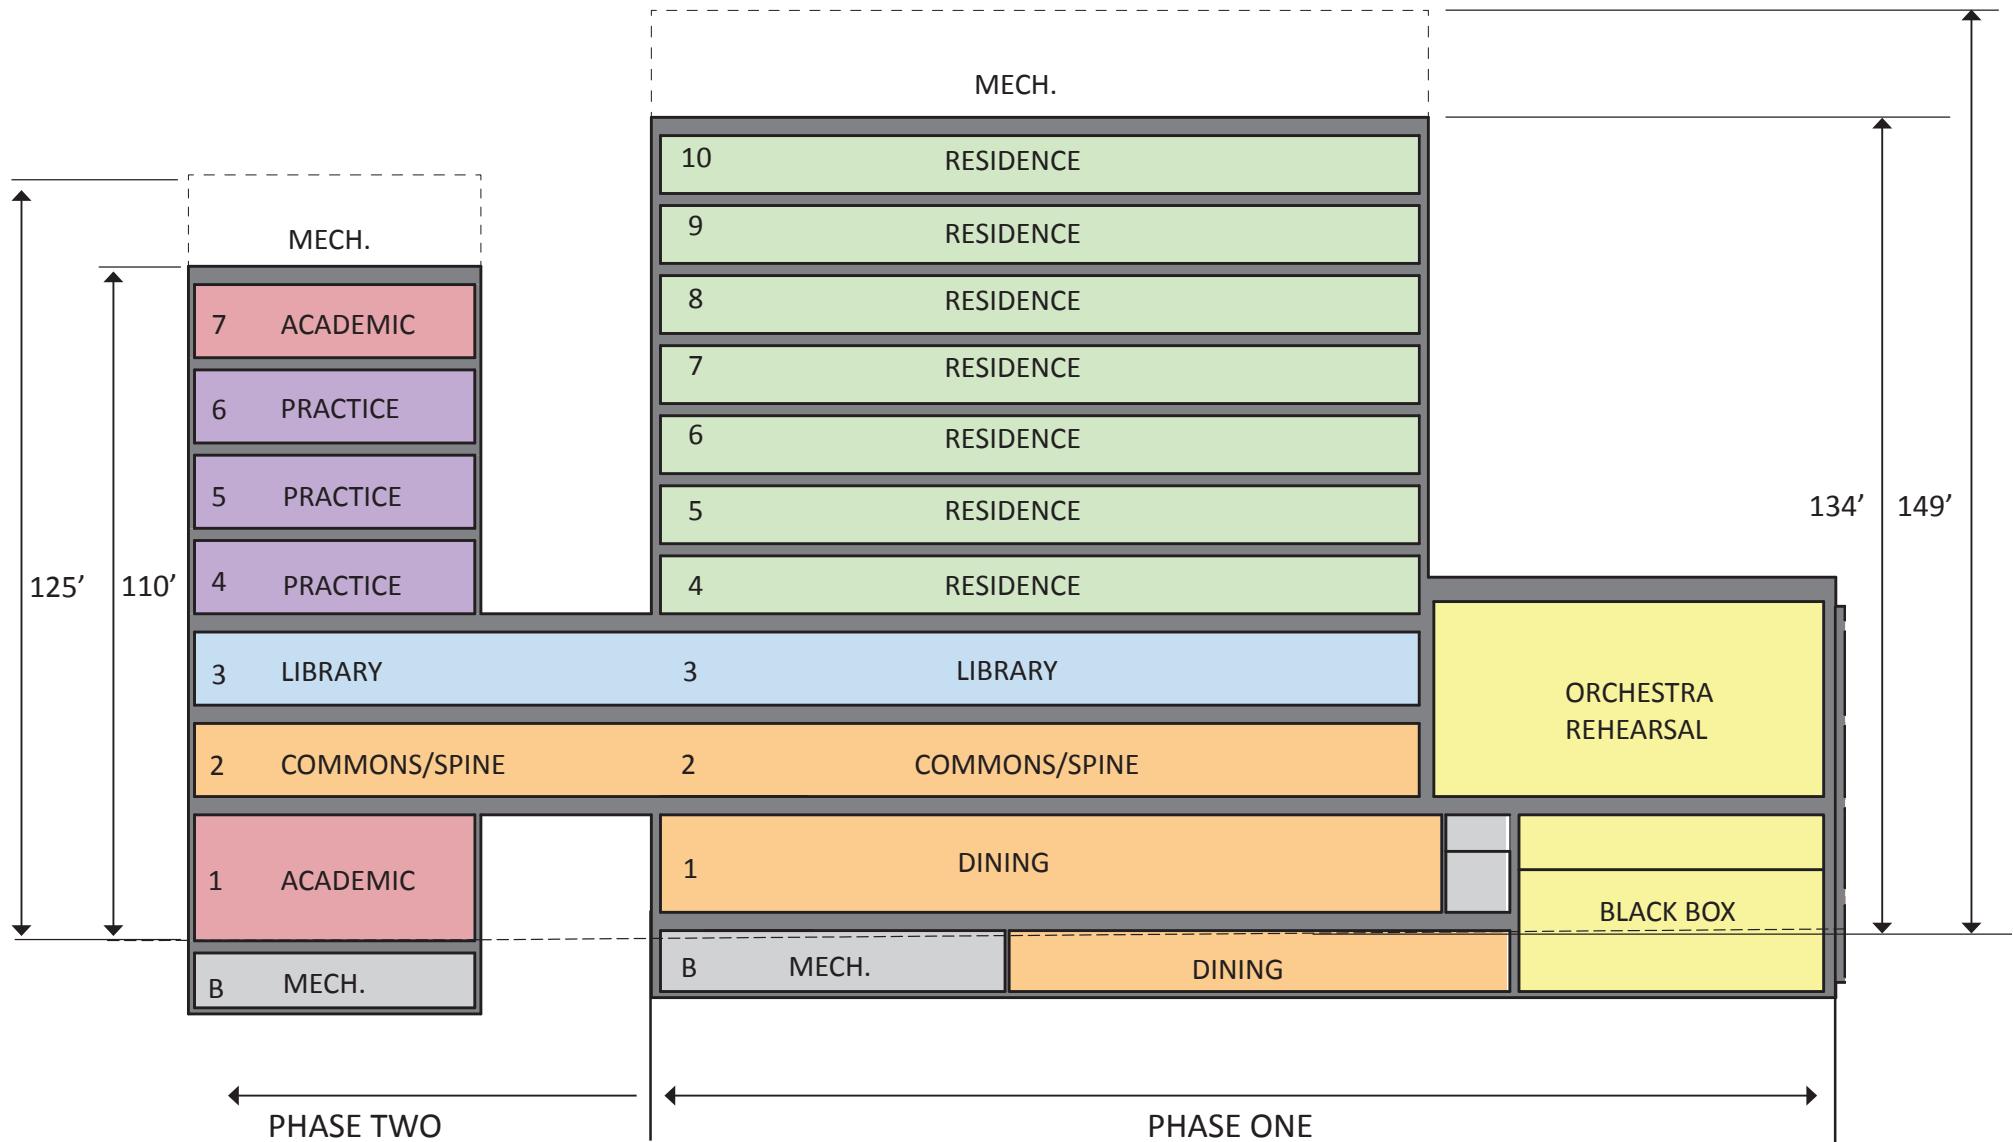 MECH.
10 RESIDENCE
9 RESIDENCE
MECH.
8 RESIDENCE
7 ACADEMIC
7 RESIDENCE
6 PRACTICE
6 RESIDENCE
5 PRACTICE
5 RESIDENCE
134’ 149’
125’ 110’
4 PRACTICE
4 RESIDENCE
3 LIBRARY
3 LIBRARY
ORCHESTRA
REHEARSAL
2 COMMONS/SPINE
2 COMMONS/SPINE
1 ACADEMIC
1 DINING
BLACK BOX
B MECH.
B MECH.
DINING
PHASE TWO
PHASE ONE